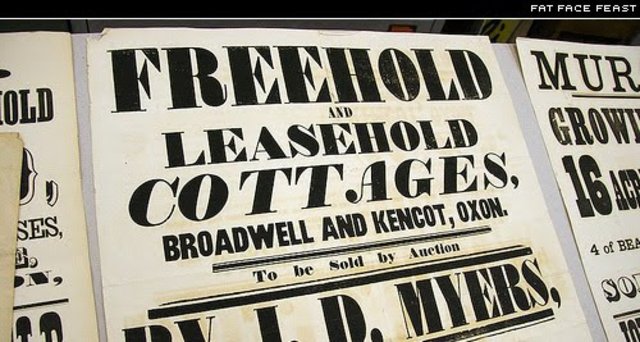 FAT FACE FEAST
FREEHOLD
AND
LEASEHOLD
COTTAGES,
BROADWELL AND KENCOT, OXON.
To be Sold by Auction
BY J. D. MYERS,
OLD
SES,
MUR
GROWI
16 ACR
4 of BEA